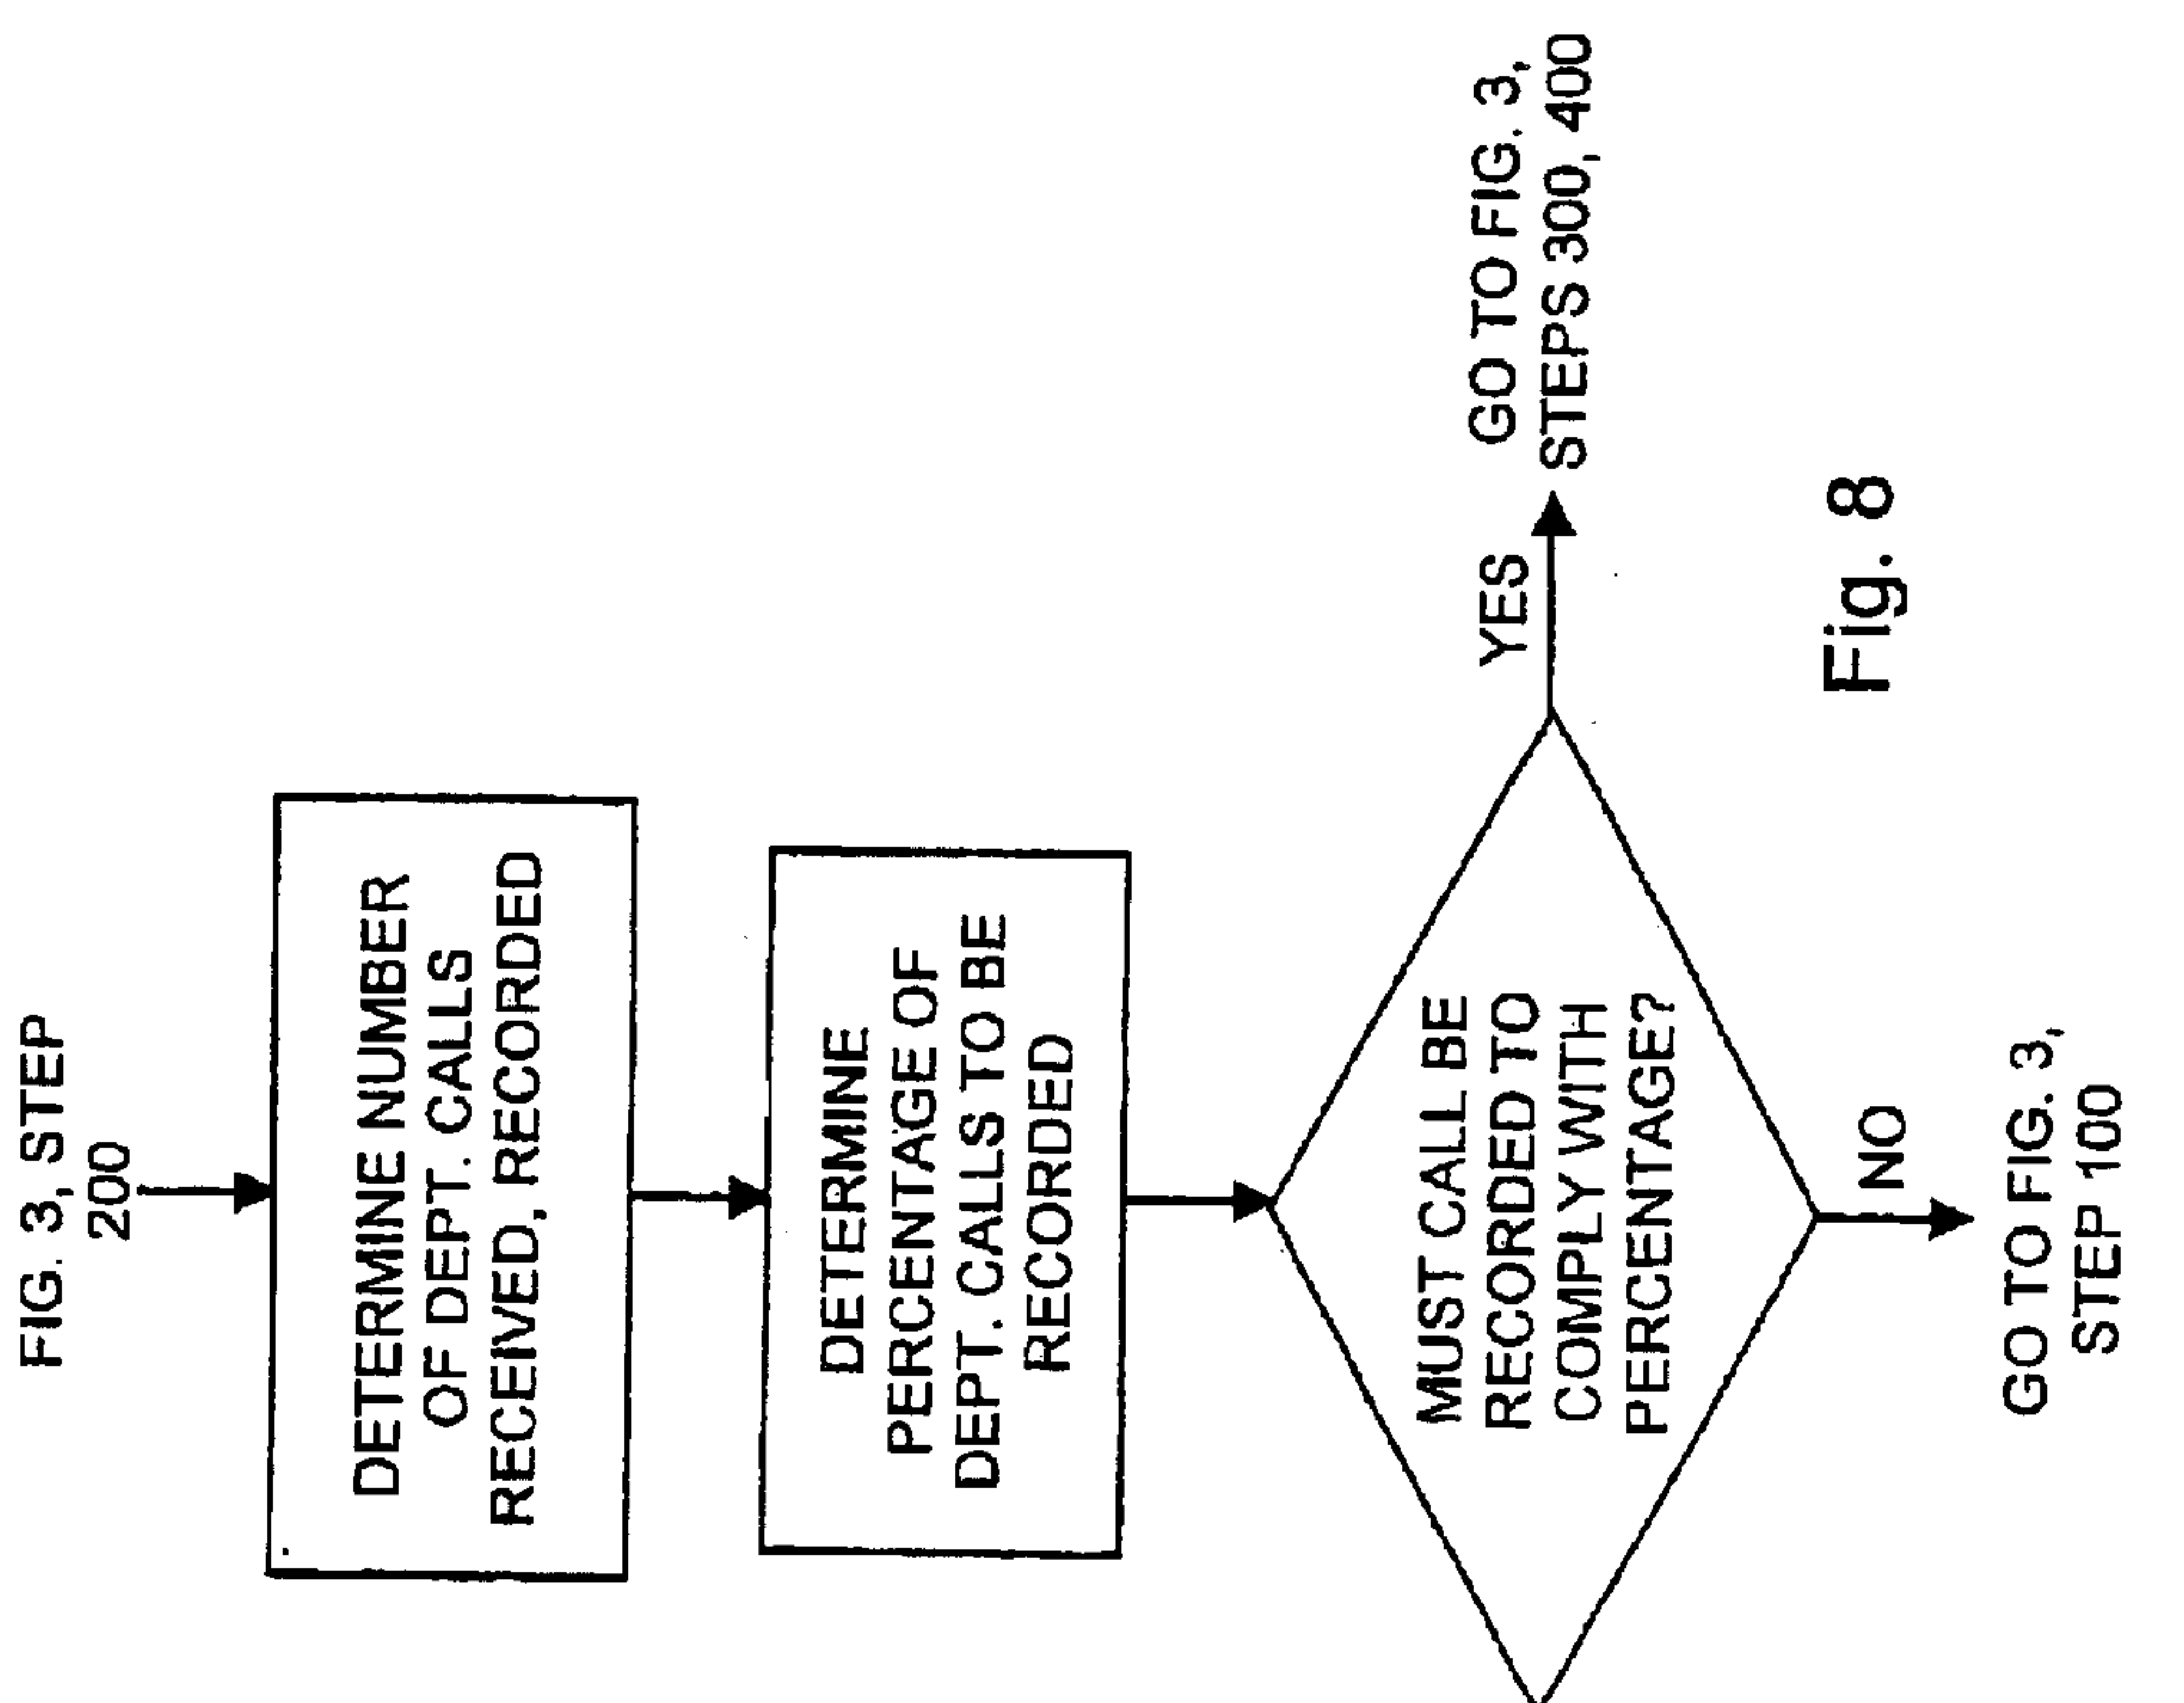 FIG. 3, STEP
200
DETERMINE NUMBER
OF DEPT. CALLS
RECEIVED, RECORDED
DETERMINE
PERCENTAGE OF
DEPT. CALLS TO BE
RECORDED
MUST CALL BE
RECORDED TO
COMPLY WITH
PERCENTAGE?
YES
GO TO FIG. 3,
STEPS 300, 400
NO
GO TO FIG. 3,
STEP 100
Fig. 8